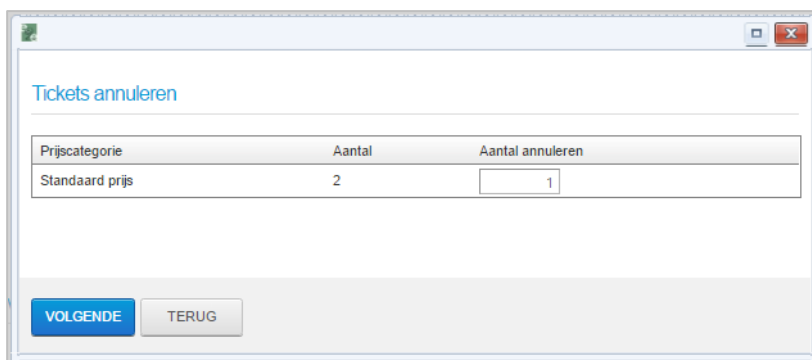 Tickets annuleren
Prijscategorie Aantal Aantal annuleren
Standaard prijs 2 1
VOLGENDE TERUG